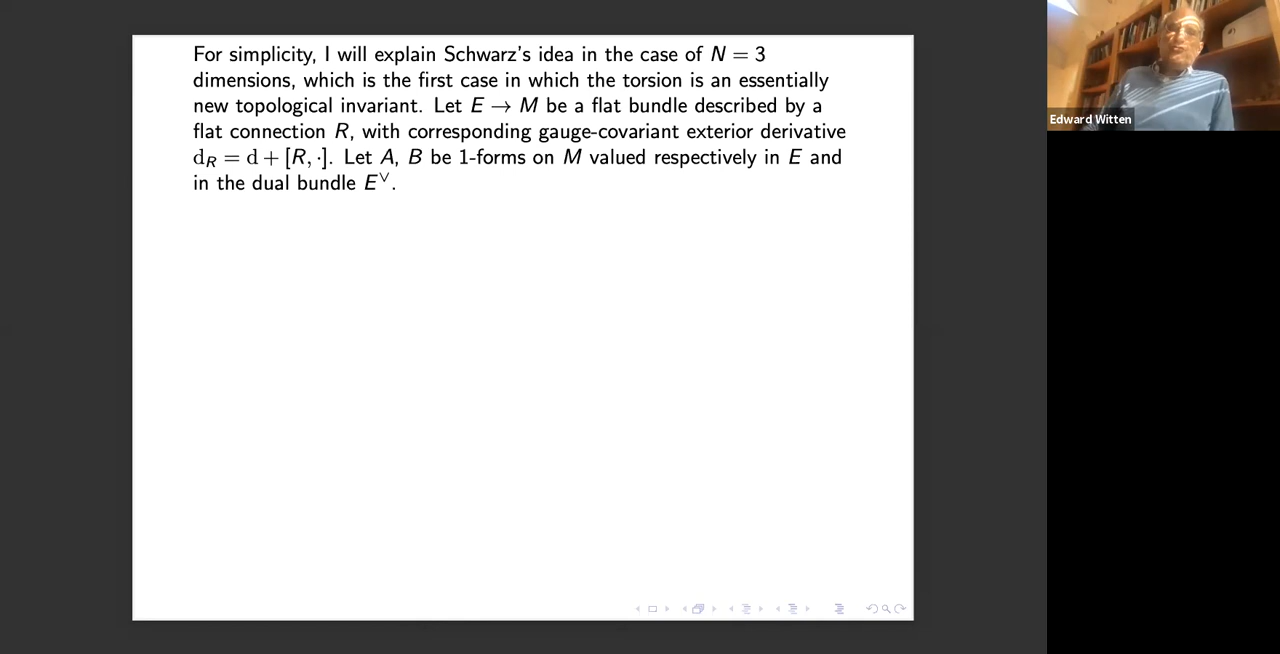 For simplicity, I will explain Schwarz's idea in the case of N = 3
dimensions, which is the first case in which the torsion is an essentially
new topological invariant. Let E → M be a flat bundle described by a
flat connection R, with corresponding gauge-covariant exterior derivative
d_R = d + [R, ·]. Let A, B be 1-forms on M valued respectively in E and
in the dual bundle E^∨.
Edward Witten